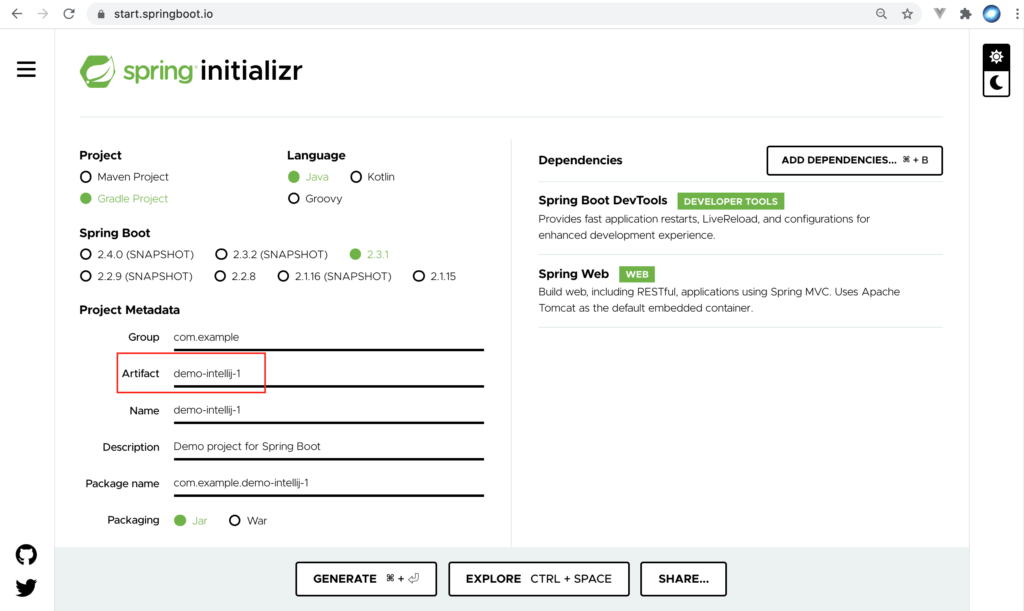 start.springboot.io
spring initializr
Project
Maven Project
Gradle Project
Language
Java Kotlin
Groovy
Spring Boot
2.4.0 (SNAPSHOT) 2.3.2 (SNAPSHOT) 2.3.1
2.2.9 (SNAPSHOT) 2.2.8 2.1.16 (SNAPSHOT) 2.1.15
Project Metadata
Group com.example
Artifact demo-intellij-1
Name demo-intellij-1
Description Demo project for Spring Boot
Package name com.example.demo-intellij-1
Packaging Jar War
Dependencies
ADD DEPENDENCIES... ⌘ + B
Spring Boot DevTools DEVELOPER TOOLS
Provides fast application restarts, LiveReload, and configurations for
enhanced development experience.
Spring Web WEB
Build web, including RESTful, applications using Spring MVC. Uses Apache
Tomcat as the default embedded container.
GENERATE ⌘ + ⏎
EXPLORE CTRL + SPACE
SHARE...